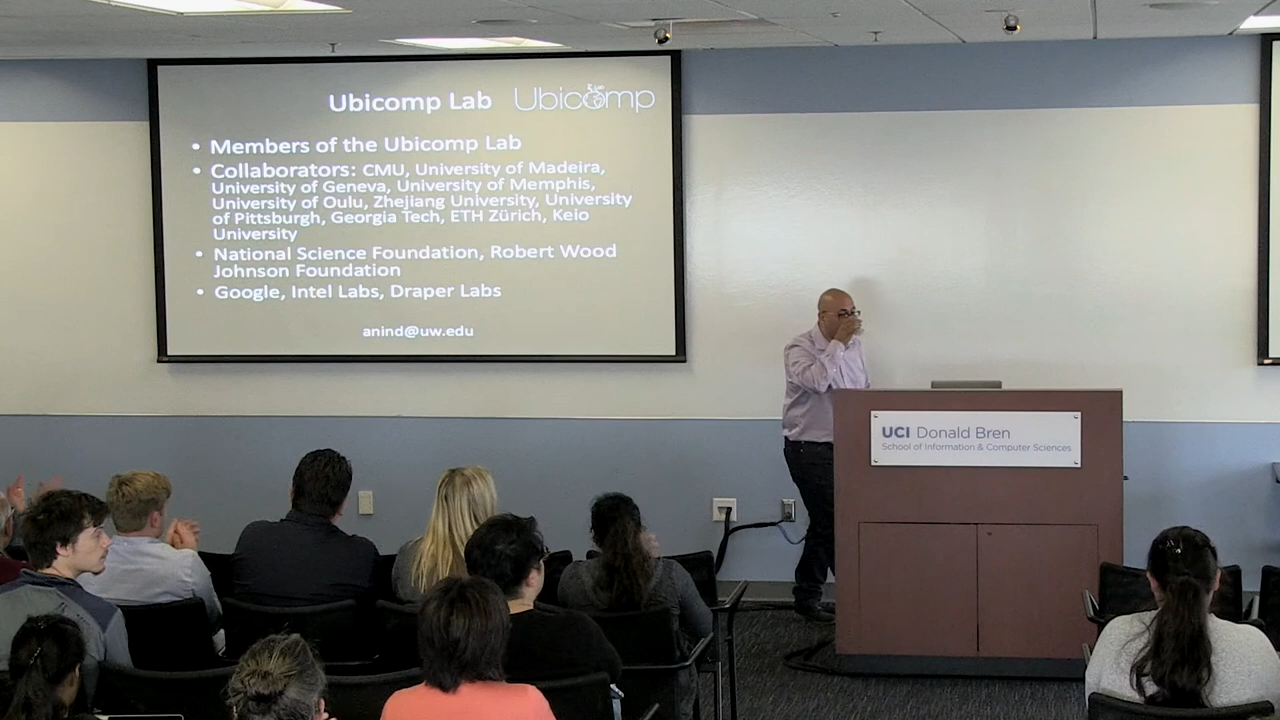 Ubicomp Lab Ubicomp
• Members of the Ubicomp Lab
• Collaborators: CMU, University of Madeira,
University of Geneva, University of Memphis,
University of Oulu, Zhejiang University, University
of Pittsburgh, Georgia Tech, ETH Zürich, Keio
University
• National Science Foundation, Robert Wood
Johnson Foundation
• Google, Intel Labs, Draper Labs
anind@uw.edu
UCI Donald Bren
School of Information & Computer Sciences